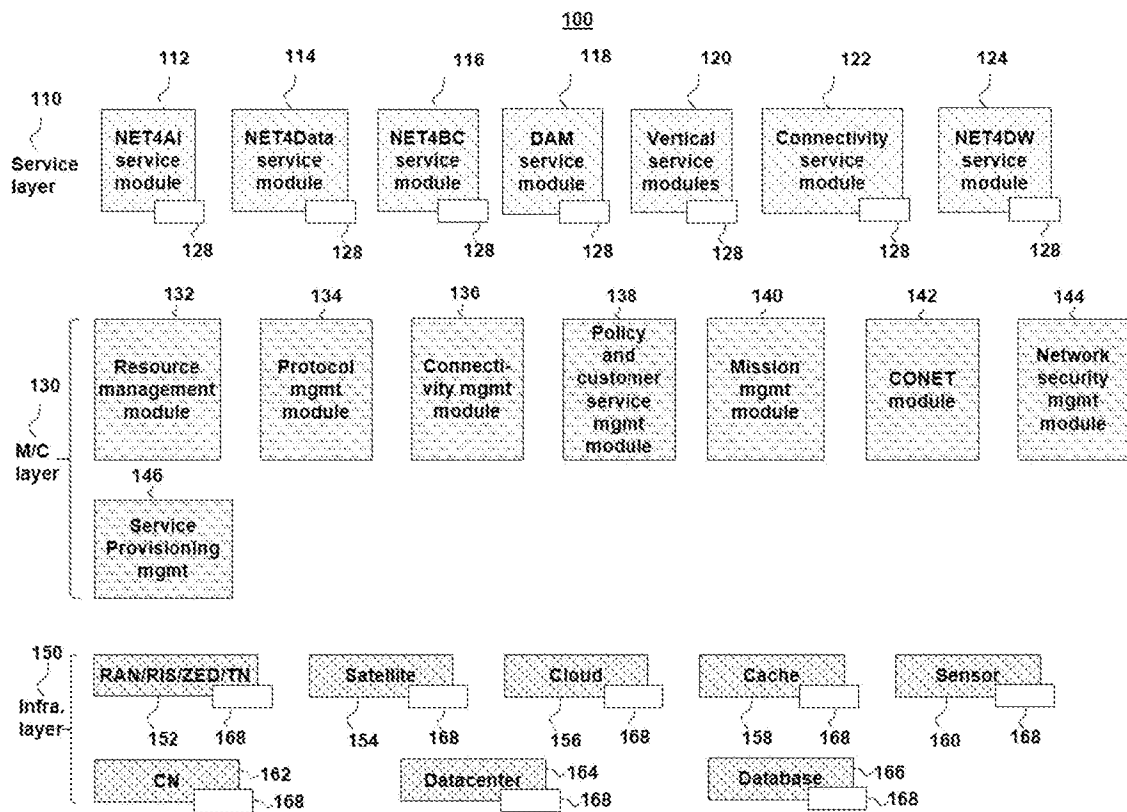 100
112 114 116 118 120 122 124
110
Service layer
NET4AI service module
NET4Data service module
NET4BC service module
DAM service module
Vertical service modules
Connectivity service module
NET4DW service module
128 128 128 128 128 128 128
132 134 136 138 140 142 144
130
M/C layer
Resource management module
Protocol mgmt module
Connecti-vity mgmt module
Policy and customer service mgmt module
Mission mgmt module
CONET module
Network security mgmt module
146
Service Provisioning mgmt
150
Infra. layer
RAN/RIS/ZED/TN
Satellite
Cloud
Cache
Sensor
152 168 154 168 156 168 158 168 160 168
CN
162
168
Datacenter
164
168
Database
166
168